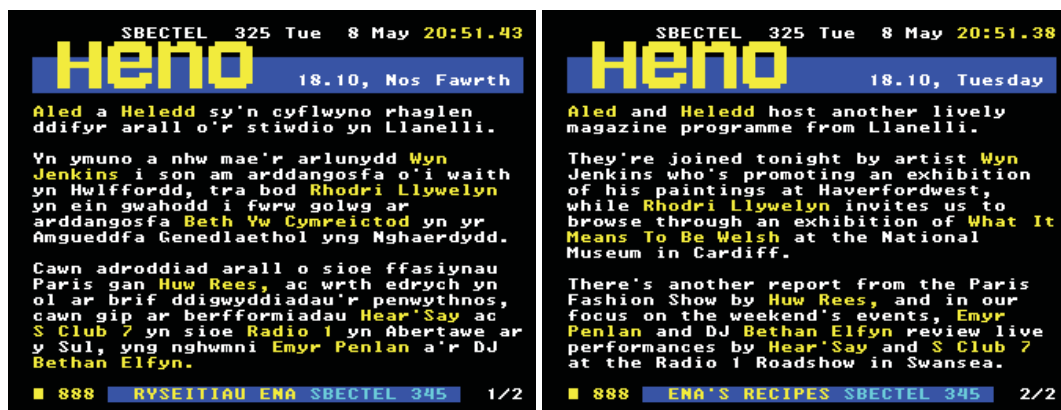 SBECTEL 325 Tue 8 May 20:51.43
Heno
18.10, Nos Fawrth
Aled a Heledd sy'n cyflwyno rhaglen
ddifyr arall o'r stiwdio yn Llanelli.
Yn ymuno a nhw mae'r arlunydd Wyn
Jenkins i son am arddangosfa o'i waith
yn Hwlffordd, tra bod Rhodri Llywelyn
yn ein gwahodd i fwrw golwg ar
arddangosfa Beth Yw Cymreictod yn yr
Amgueddfa Genedlaethol yng Nghaerdydd.
Cawn adroddiad arall o sioe ffasiynau
Paris gan Huw Rees, ac wrth edrych yn
ol ar brif ddigwyddiadau'r penwythnos,
cawn gip ar berfformiadau Hear'Say ac
S Club 7 yn sioe Radio 1 yn Abertawe ar
y Sul, yng nghwmni Emyr Penlan a'r DJ
Bethan Elfyn.
888 RYSEITIAU ENA SBECTEL 345 1/2
SBECTEL 325 Tue 8 May 20:51.38
Heno
18.10, Tuesday
Aled and Heledd host another lively
magazine programme from Llanelli.
They're joined tonight by artist Wyn
Jenkins who's promoting an exhibition
of his paintings at Haverfordwest,
while Rhodri Llywelyn invites us to
browse through an exhibition of What It
Means To Be Welsh at the National
Museum in Cardiff.
There's another report from the Paris
Fashion Show by Huw Rees, and in our
focus on the weekend's events, Emyr
Penlan and DJ Bethan Elfyn review live
performances by Hear'Say and S Club 7
at the Radio 1 Roadshow in Swansea.
888 ENA'S RECIPES SBECTEL 345 2/2